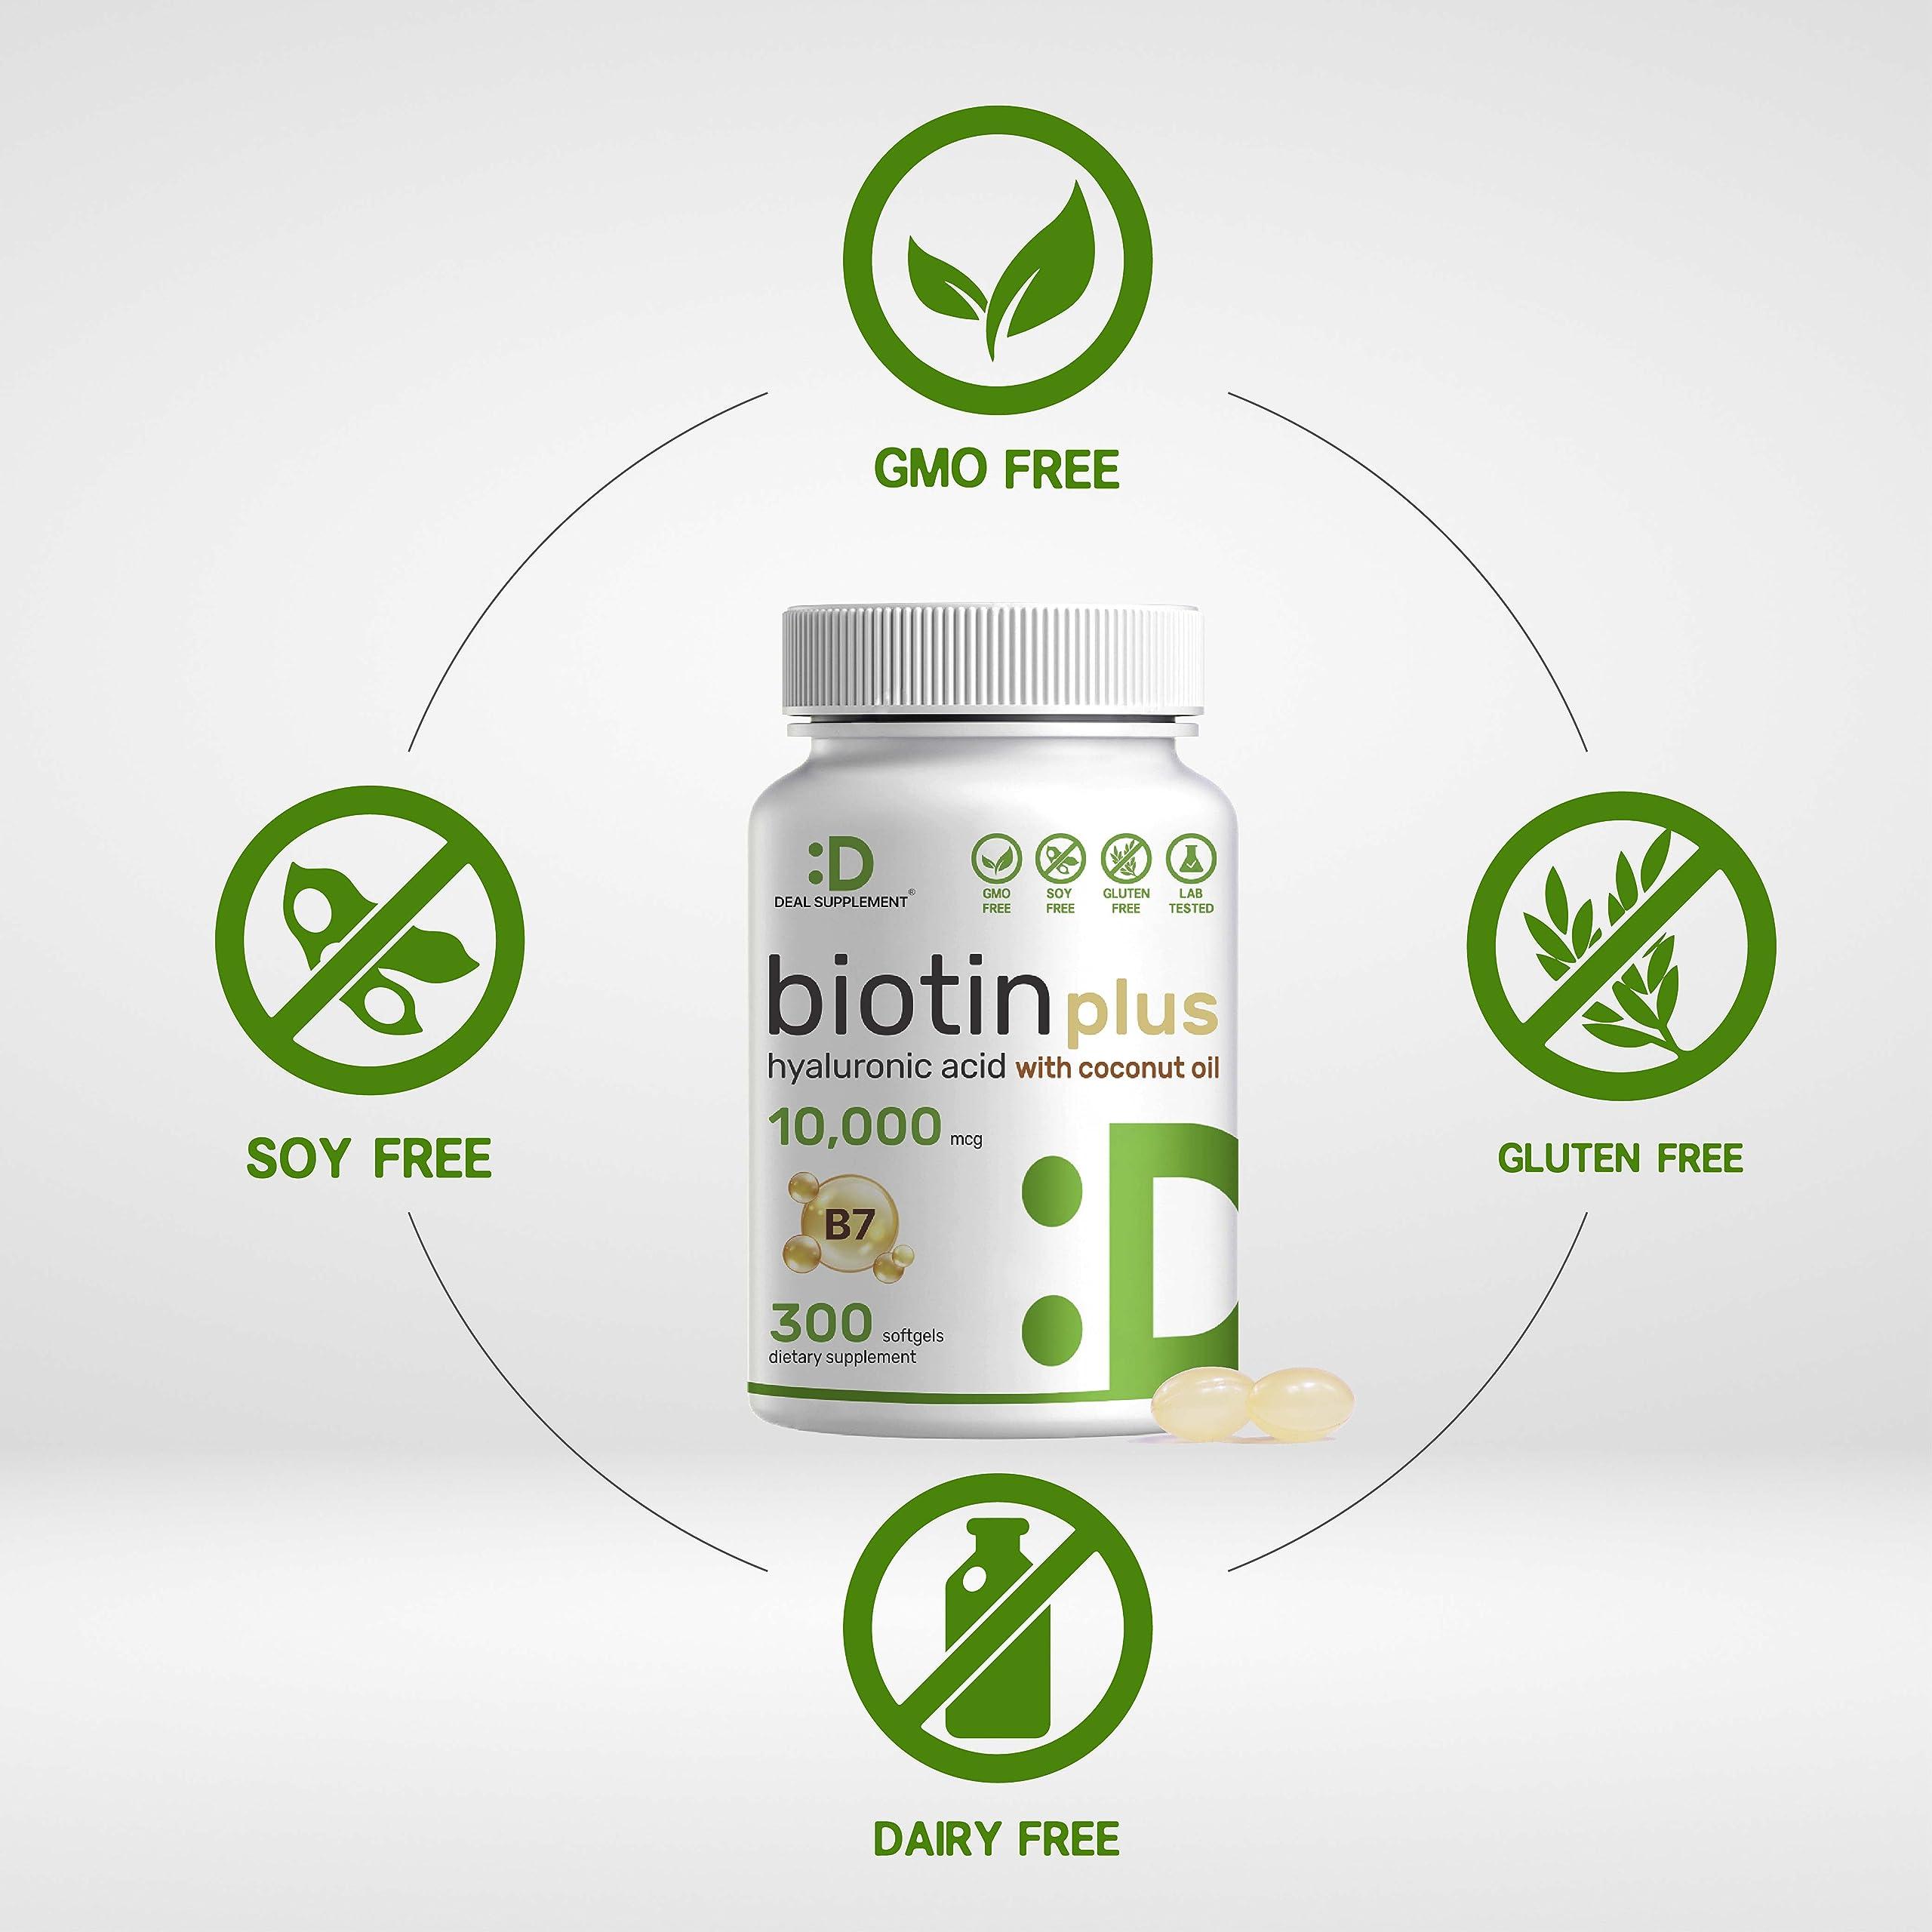 GMO FREE
:D
DEAL SUPPLEMENT®
GMO
FREE
SOY
FREE
GLUTEN
FREE
LAB
TESTED
biotin plus
hyaluronic acid with coconut oil
10,000 mcg
B7
300 softgels
dietary supplement
:D
SOY FREE
GLUTEN FREE
DAIRY FREE